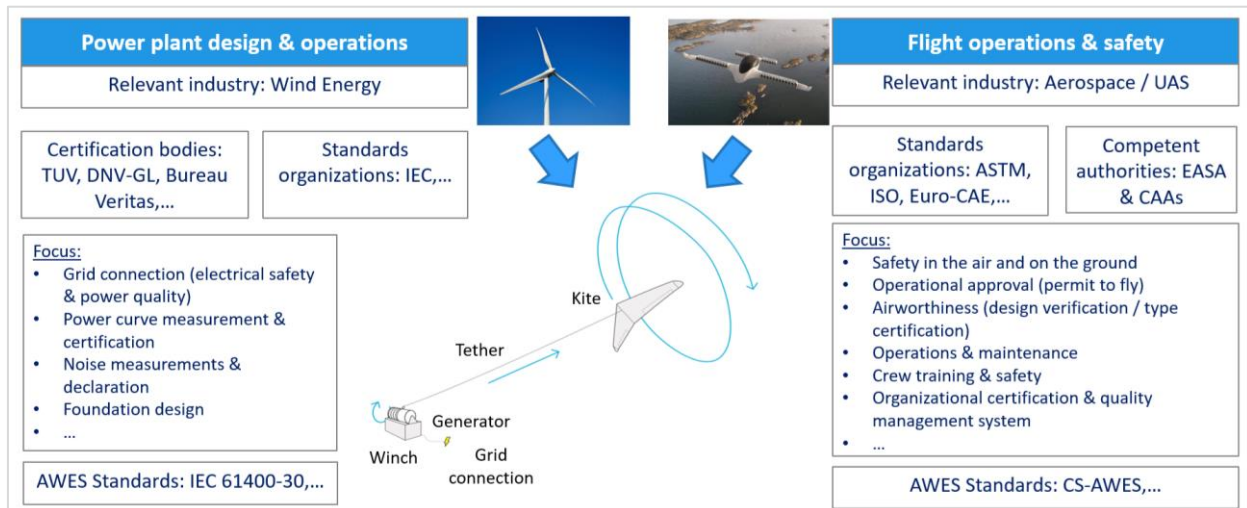 Power plant design & operations
Relevant industry: Wind Energy
Certification bodies:
TUV, DNV-GL, Bureau
Veritas,…
Standards
organizations: IEC,…
Focus:
• Grid connection (electrical safety
& power quality)
• Power curve measurement &
certification
• Noise measurements &
declaration
• Foundation design
• …
AWES Standards: IEC 61400-30,…
Kite
Tether
Generator
Winch
Grid
connection
Flight operations & safety
Relevant industry: Aerospace / UAS
Standards
organizations: ASTM,
ISO, Euro-CAE,…
Competent
authorities: EASA
& CAAs
Focus:
• Safety in the air and on the ground
• Operational approval (permit to fly)
• Airworthiness (design verification / type
certification)
• Operations & maintenance
• Crew training & safety
• Organizational certification & quality
management system
• …
AWES Standards: CS-AWES,…